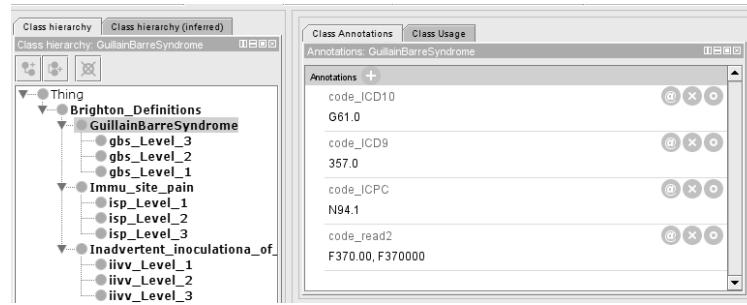 Class hierarchy
Class hierarchy (inferred)
Class hierarchy: GuillainBarreSyndrome
Thing
Brighton_Definitions
GuillainBarreSyndrome
gbs_Level_3
gbs_Level_2
gbs_Level_1
Immu_site_pain
isp_Level_1
isp_Level_2
isp_Level_3
Inadvertent_inoculationa_of_
iivv_Level_1
iivv_Level_2
iivv_Level_3
Class Annotations
Class Usage
Annotations: GuillainBarreSyndrome
Annotations
code_ICD10
G61.0
code_ICD9
357.0
code_ICPC
N94.1
code_read2
F370.00, F370000